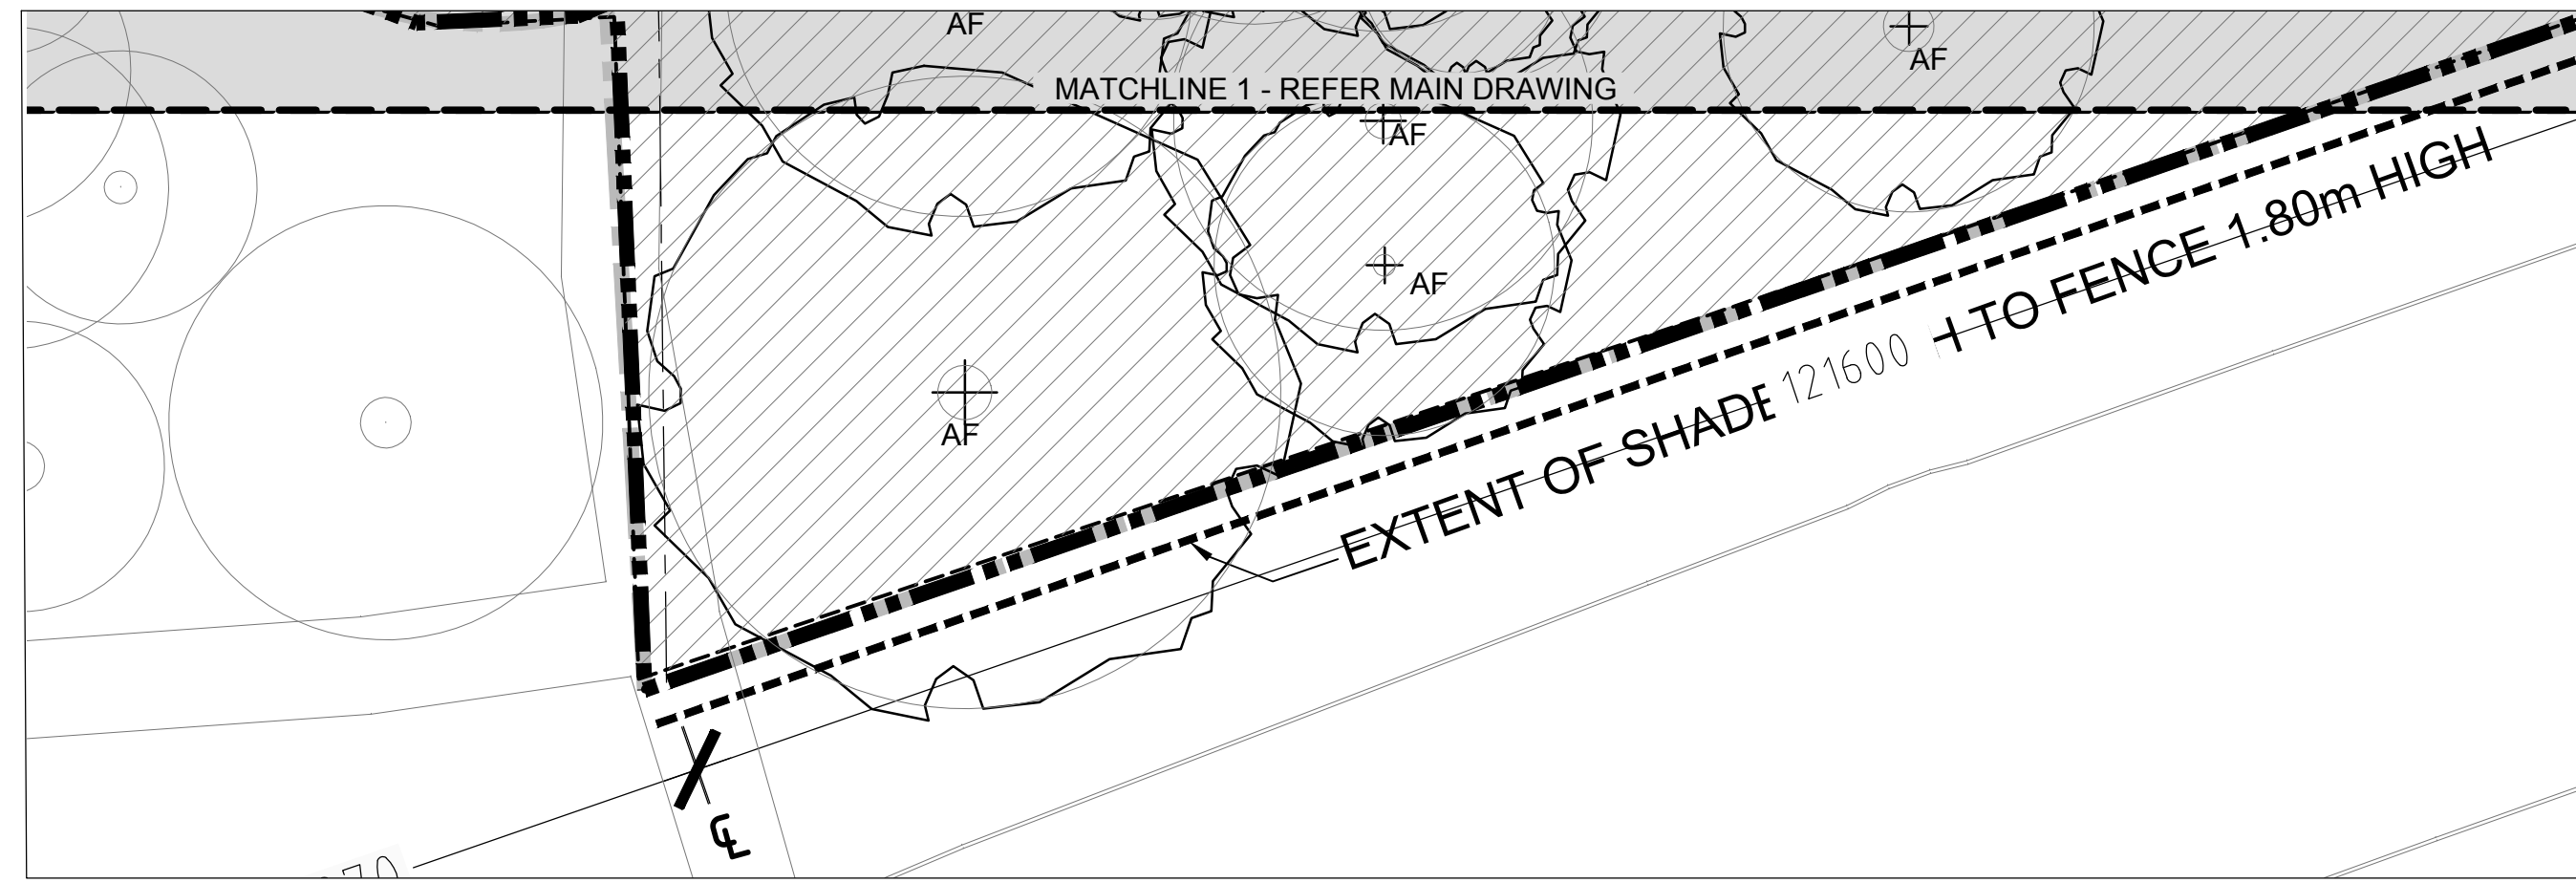 AF
AF
MATCHLINE 1 - REFER MAIN DRAWING
AF
AF
AF
EXTENT OF SHADE 121600 TO FENCE 1.80m HIGH
℄